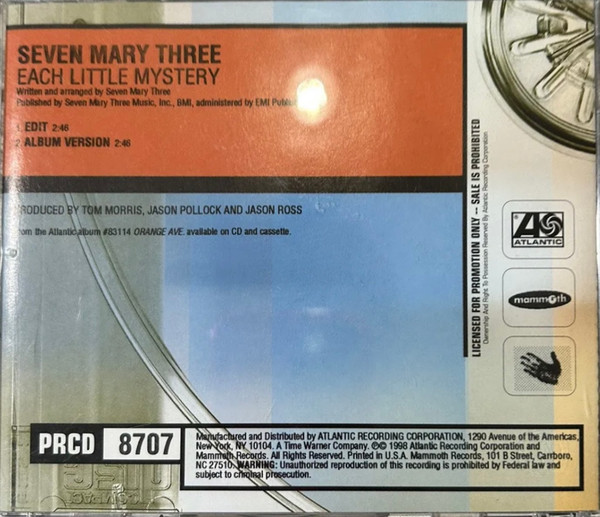 SEVEN MARY THREE
EACH LITTLE MYSTERY
Written and arranged by Seven Mary Three
Published by Seven Mary Three Music, Inc., BMI, administered by EMI
1. EDIT 2:46
2. ALBUM VERSION 2:46
RODUCED BY TOM MORRIS, JASON POLLOCK AND JASON ROSS
rom the Atlantic album #83114 ORANGE AVE. available on CD and cassette.
LICENSED FOR PROMOTION ONLY – SALE IS PROHIBITED
Ownership And Right To Possession Reserved By Atlantic Recording Corporation
ATLANTIC
mammoth
PRCD 8707
Manufactured and Distributed by ATLANTIC RECORDING CORPORATION, 1290 Avenue of the Americas,
New York, NY 10104. A Time Warner Company. ℗© 1998 Atlantic Recording Corporation and
Mammoth Records. All Rights Reserved. Printed in U.S.A. Mammoth Records, 101 B Street, Carrboro,
NC 27510. WARNING: Unauthorized reproduction of this recording is prohibited by Federal law and
subject to criminal prosecution.